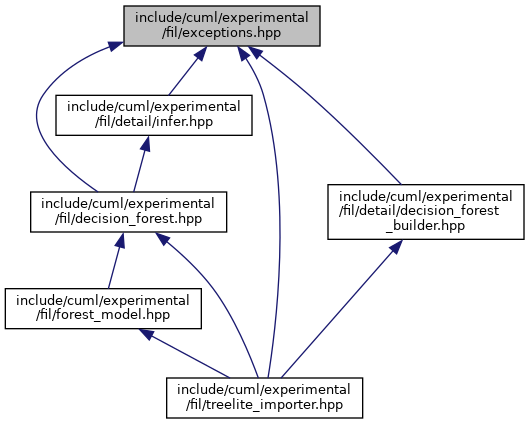 include/cuml/experimental
/fil/exceptions.hpp
include/cuml/experimental
/fil/detail/infer.hpp
include/cuml/experimental
/fil/decision_forest.hpp
include/cuml/experimental
/fil/detail/decision_forest
_builder.hpp
include/cuml/experimental
/fil/forest_model.hpp
include/cuml/experimental
/fil/treelite_importer.hpp